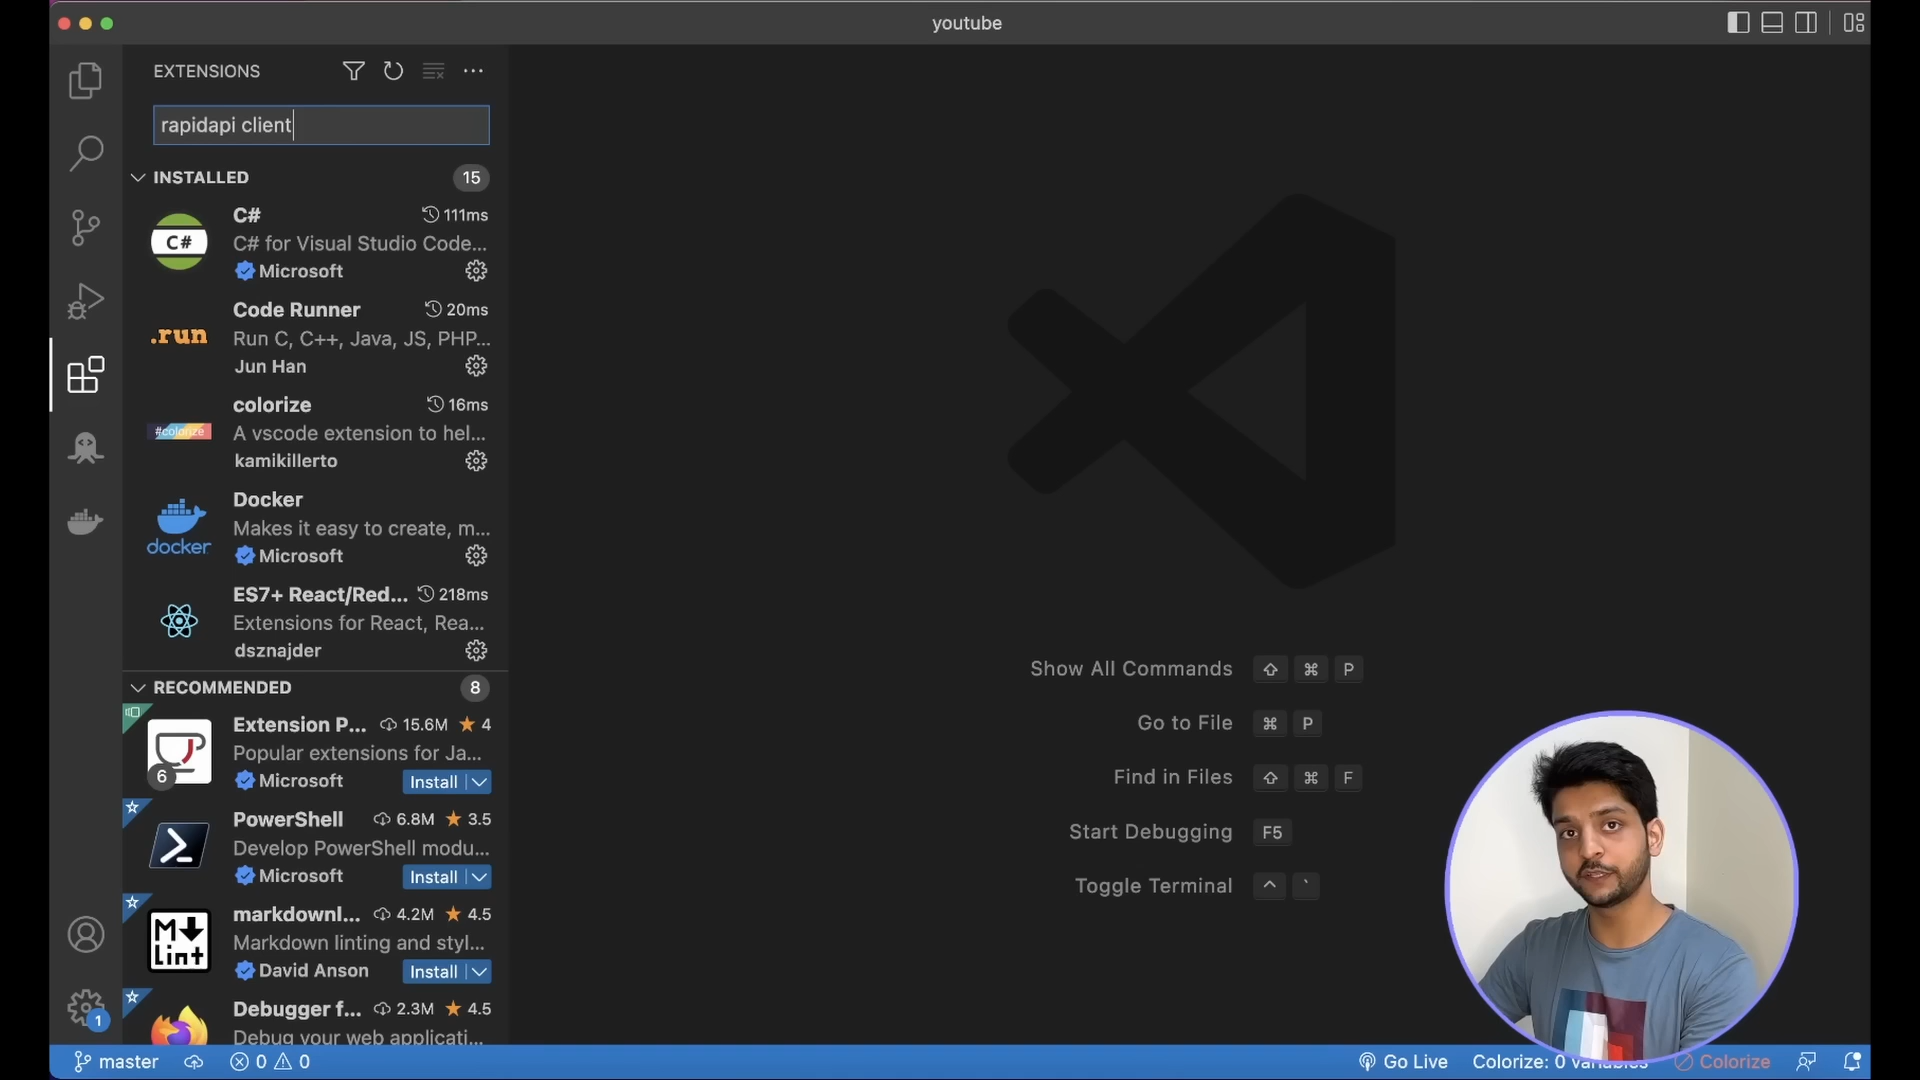 youtube
EXTENSIONS
rapidapi client
INSTALLED 15
C# 111ms
C# for Visual Studio Code...
Microsoft
C#
Code Runner 20ms
Run C, C++, Java, JS, PHP...
Jun Han
.run
colorize 16ms
A vscode extension to hel...
kamikillerto
#colorize
Docker
Makes it easy to create, m...
Microsoft
docker
ES7+ React/Red... 218ms
Extensions for React, Rea...
dsznajder
RECOMMENDED 8
Extension P... 15.6M ★ 4
Popular extensions for Ja...
Microsoft Install
6
PowerShell 6.8M ★ 3.5
Develop PowerShell modu...
Microsoft Install
markdownl... 4.2M ★ 4.5
Markdown linting and styl...
David Anson Install
M
Lint
Debugger f... 2.3M ★ 4.5
Debug your web applicati...
1
Show All Commands ⇧ ⌘ P
Go to File ⌘ P
Find in Files ⇧ ⌘ F
Start Debugging F5
Toggle Terminal ^ `
master 0 0 Go Live Colorize: 0 variables Colorize